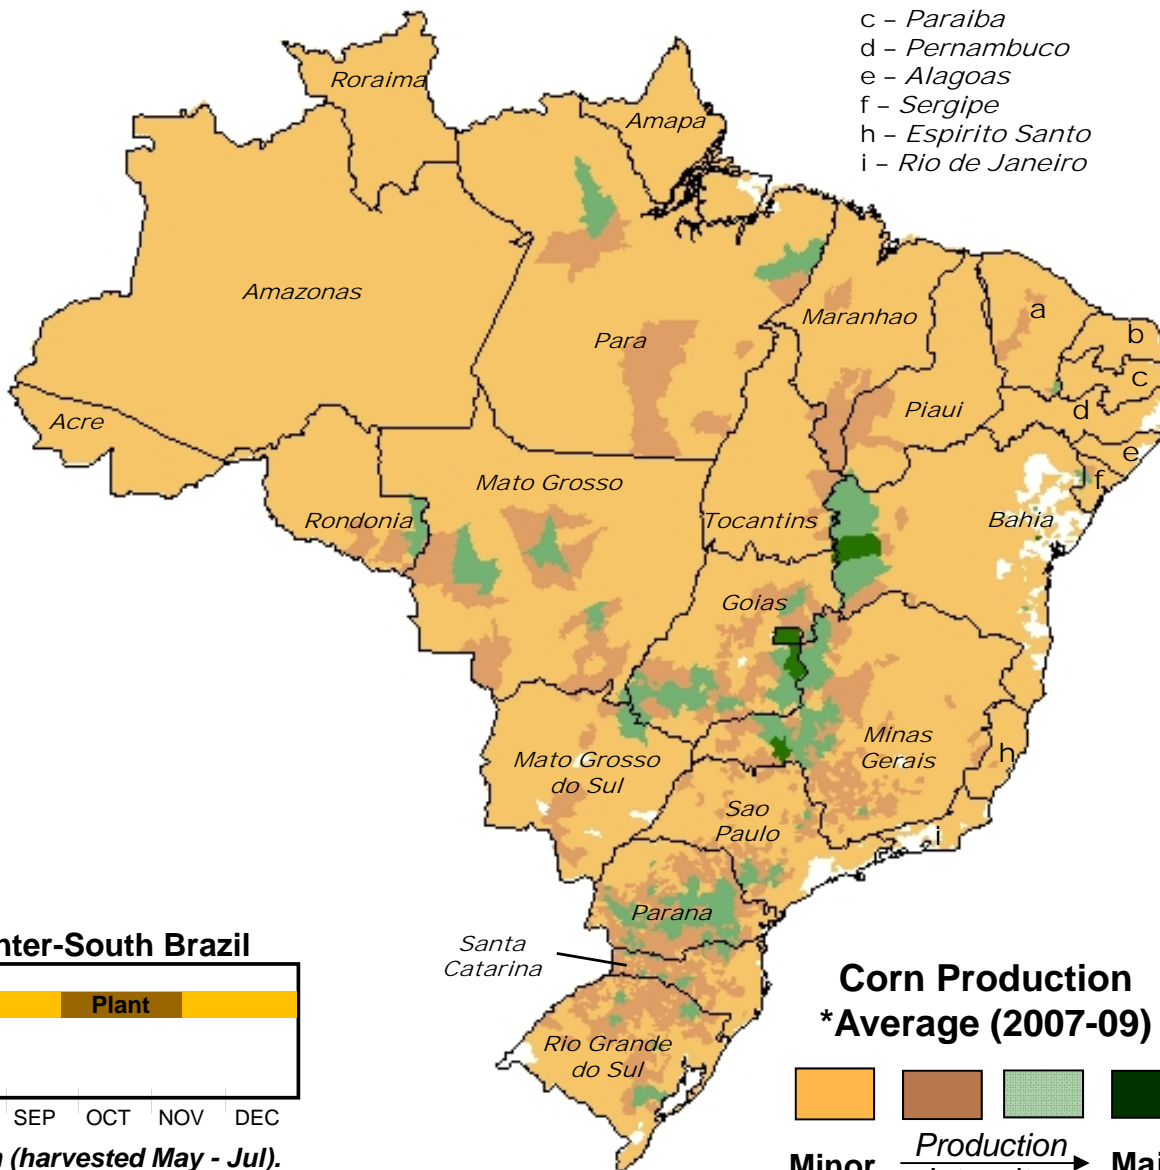 c – Paraiba
d – Pernambuco
e – Alagoas
f – Sergipe
h – Espirito Santo
i – Rio de Janeiro
Roraima
Amapa
Amazonas
Para
Maranhao
a
b
c
Acre
Piaui
d
e
f
Mato Grosso
Rondonia
Tocantins
Bahia
Goias
Minas
Gerais
h
Mato Grosso
do Sul
Sao
Paulo
i
Parana
Santa
Catarina
Rio Grande
do Sul
nter-South Brazil
Plant
SEP OCT NOV DEC
(harvested May - Jul).
Corn Production
*Average (2007-09)
Minor Production Maj